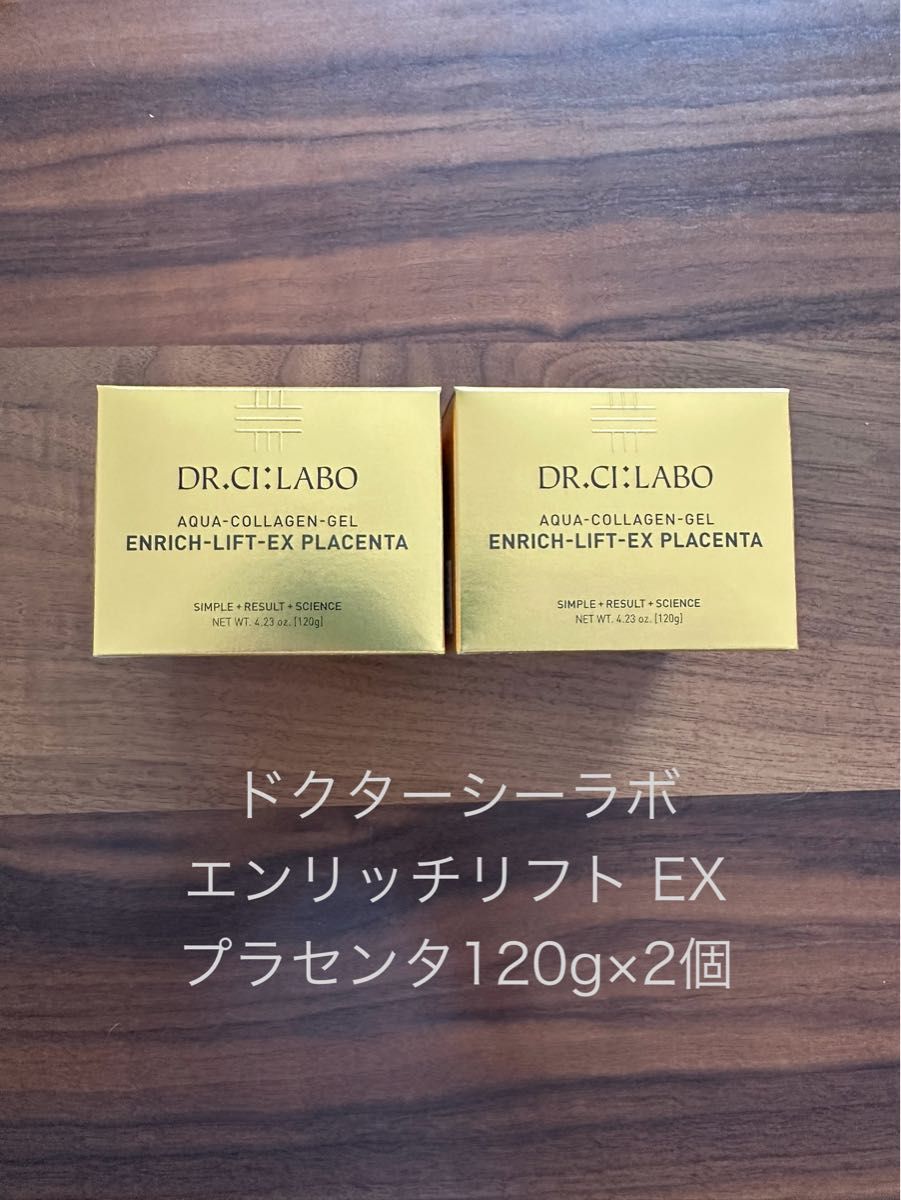 DR.CI:LABO
AQUA-COLLAGEN-GEL
ENRICH-LIFT-EX PLACENTA
SIMPLE+RESULT+SCIENCE
NET WT. 4.23 oz. [120g]
DR.CI:LABO
AQUA-COLLAGEN-GEL
ENRICH-LIFT-EX PLACENTA
SIMPLE+RESULT+SCIENCE
NET WT. 4.23 oz. [120g]
ドクターシーラボ
エンリッチリフト EX
プラセンタ120g×2個